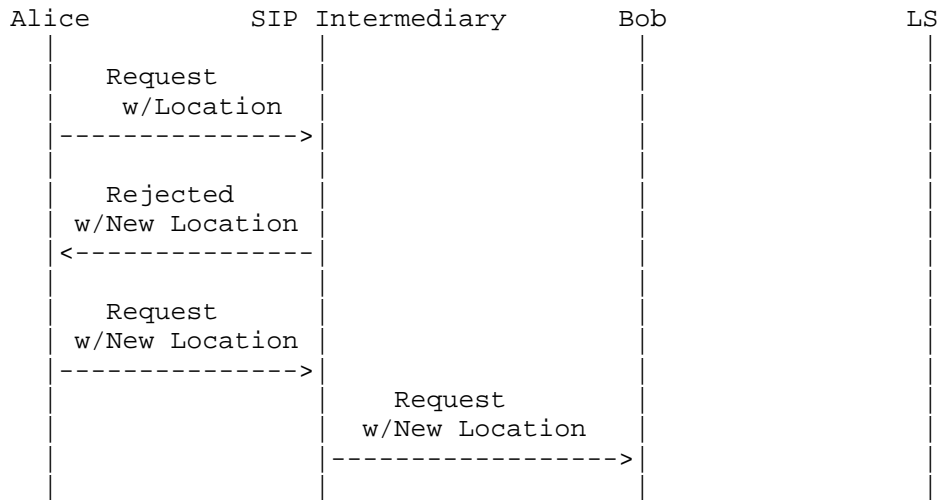 Alice SIP Intermediary Bob LS
Request
w/Location
Rejected
w/New Location
Request
w/New Location
Request
w/New Location